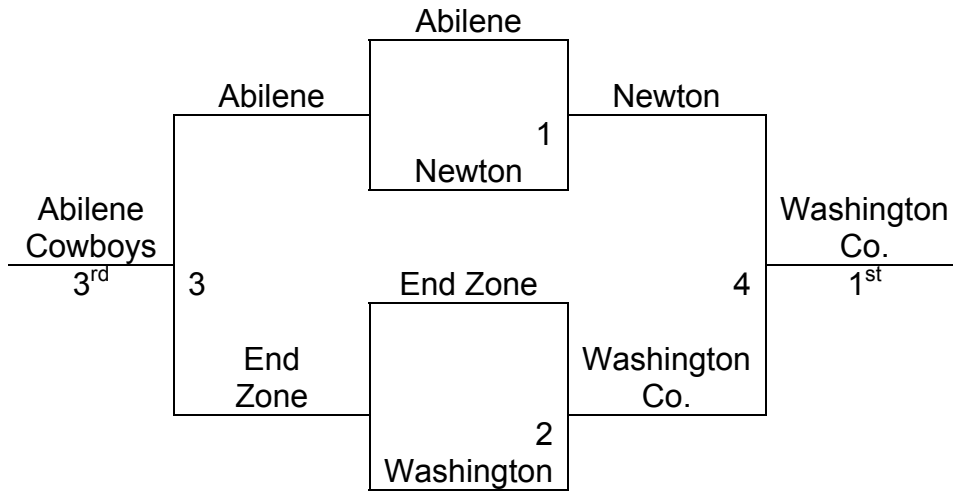 Abilene
Abilene
Newton
1
Newton
Abilene
Cowboys
3rd
Washington
Co.
1st
3
End Zone
4
End
Zone
Washington
Co.
2
Washington